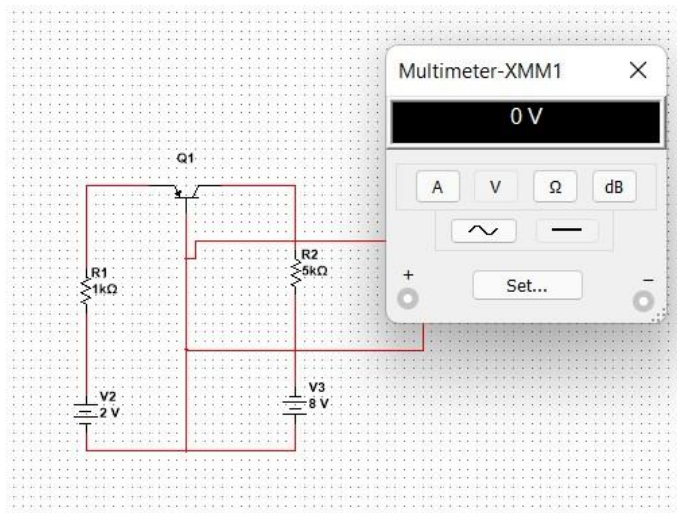 Multimeter-XMM1
0 V
A V Ω dB
+ Set... −
Q1
R1
1kΩ
R2
5kΩ
V2
2 V
V3
8 V